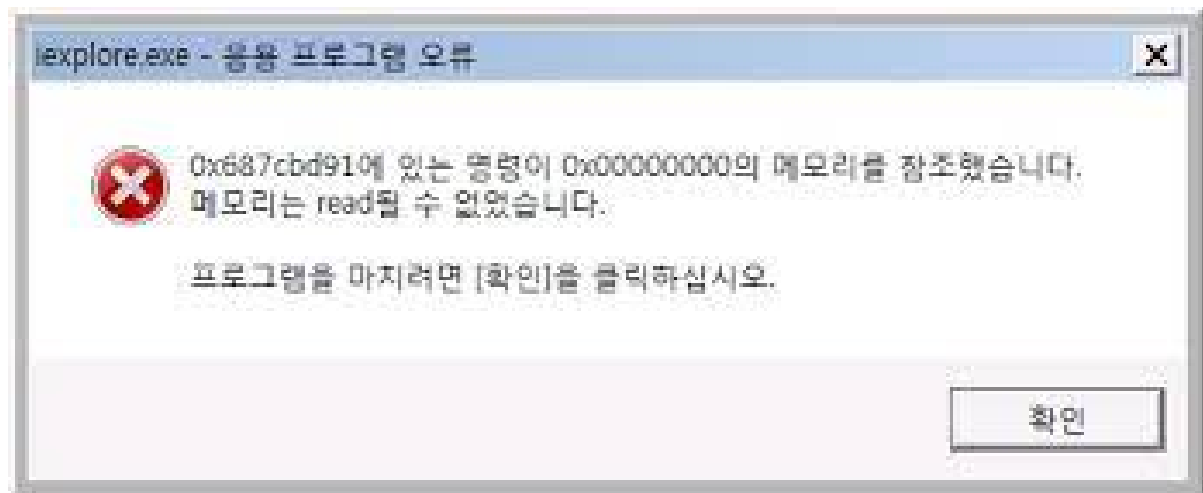 iexplore.exe - 응용 프로그램 오류
0x687cbd91에 있는 명령이 0x00000000의 메모리를 참조했습니다.
메모리는 read될 수 없었습니다.
프로그램을 마치려면 [확인]을 클릭하십시오.
확인